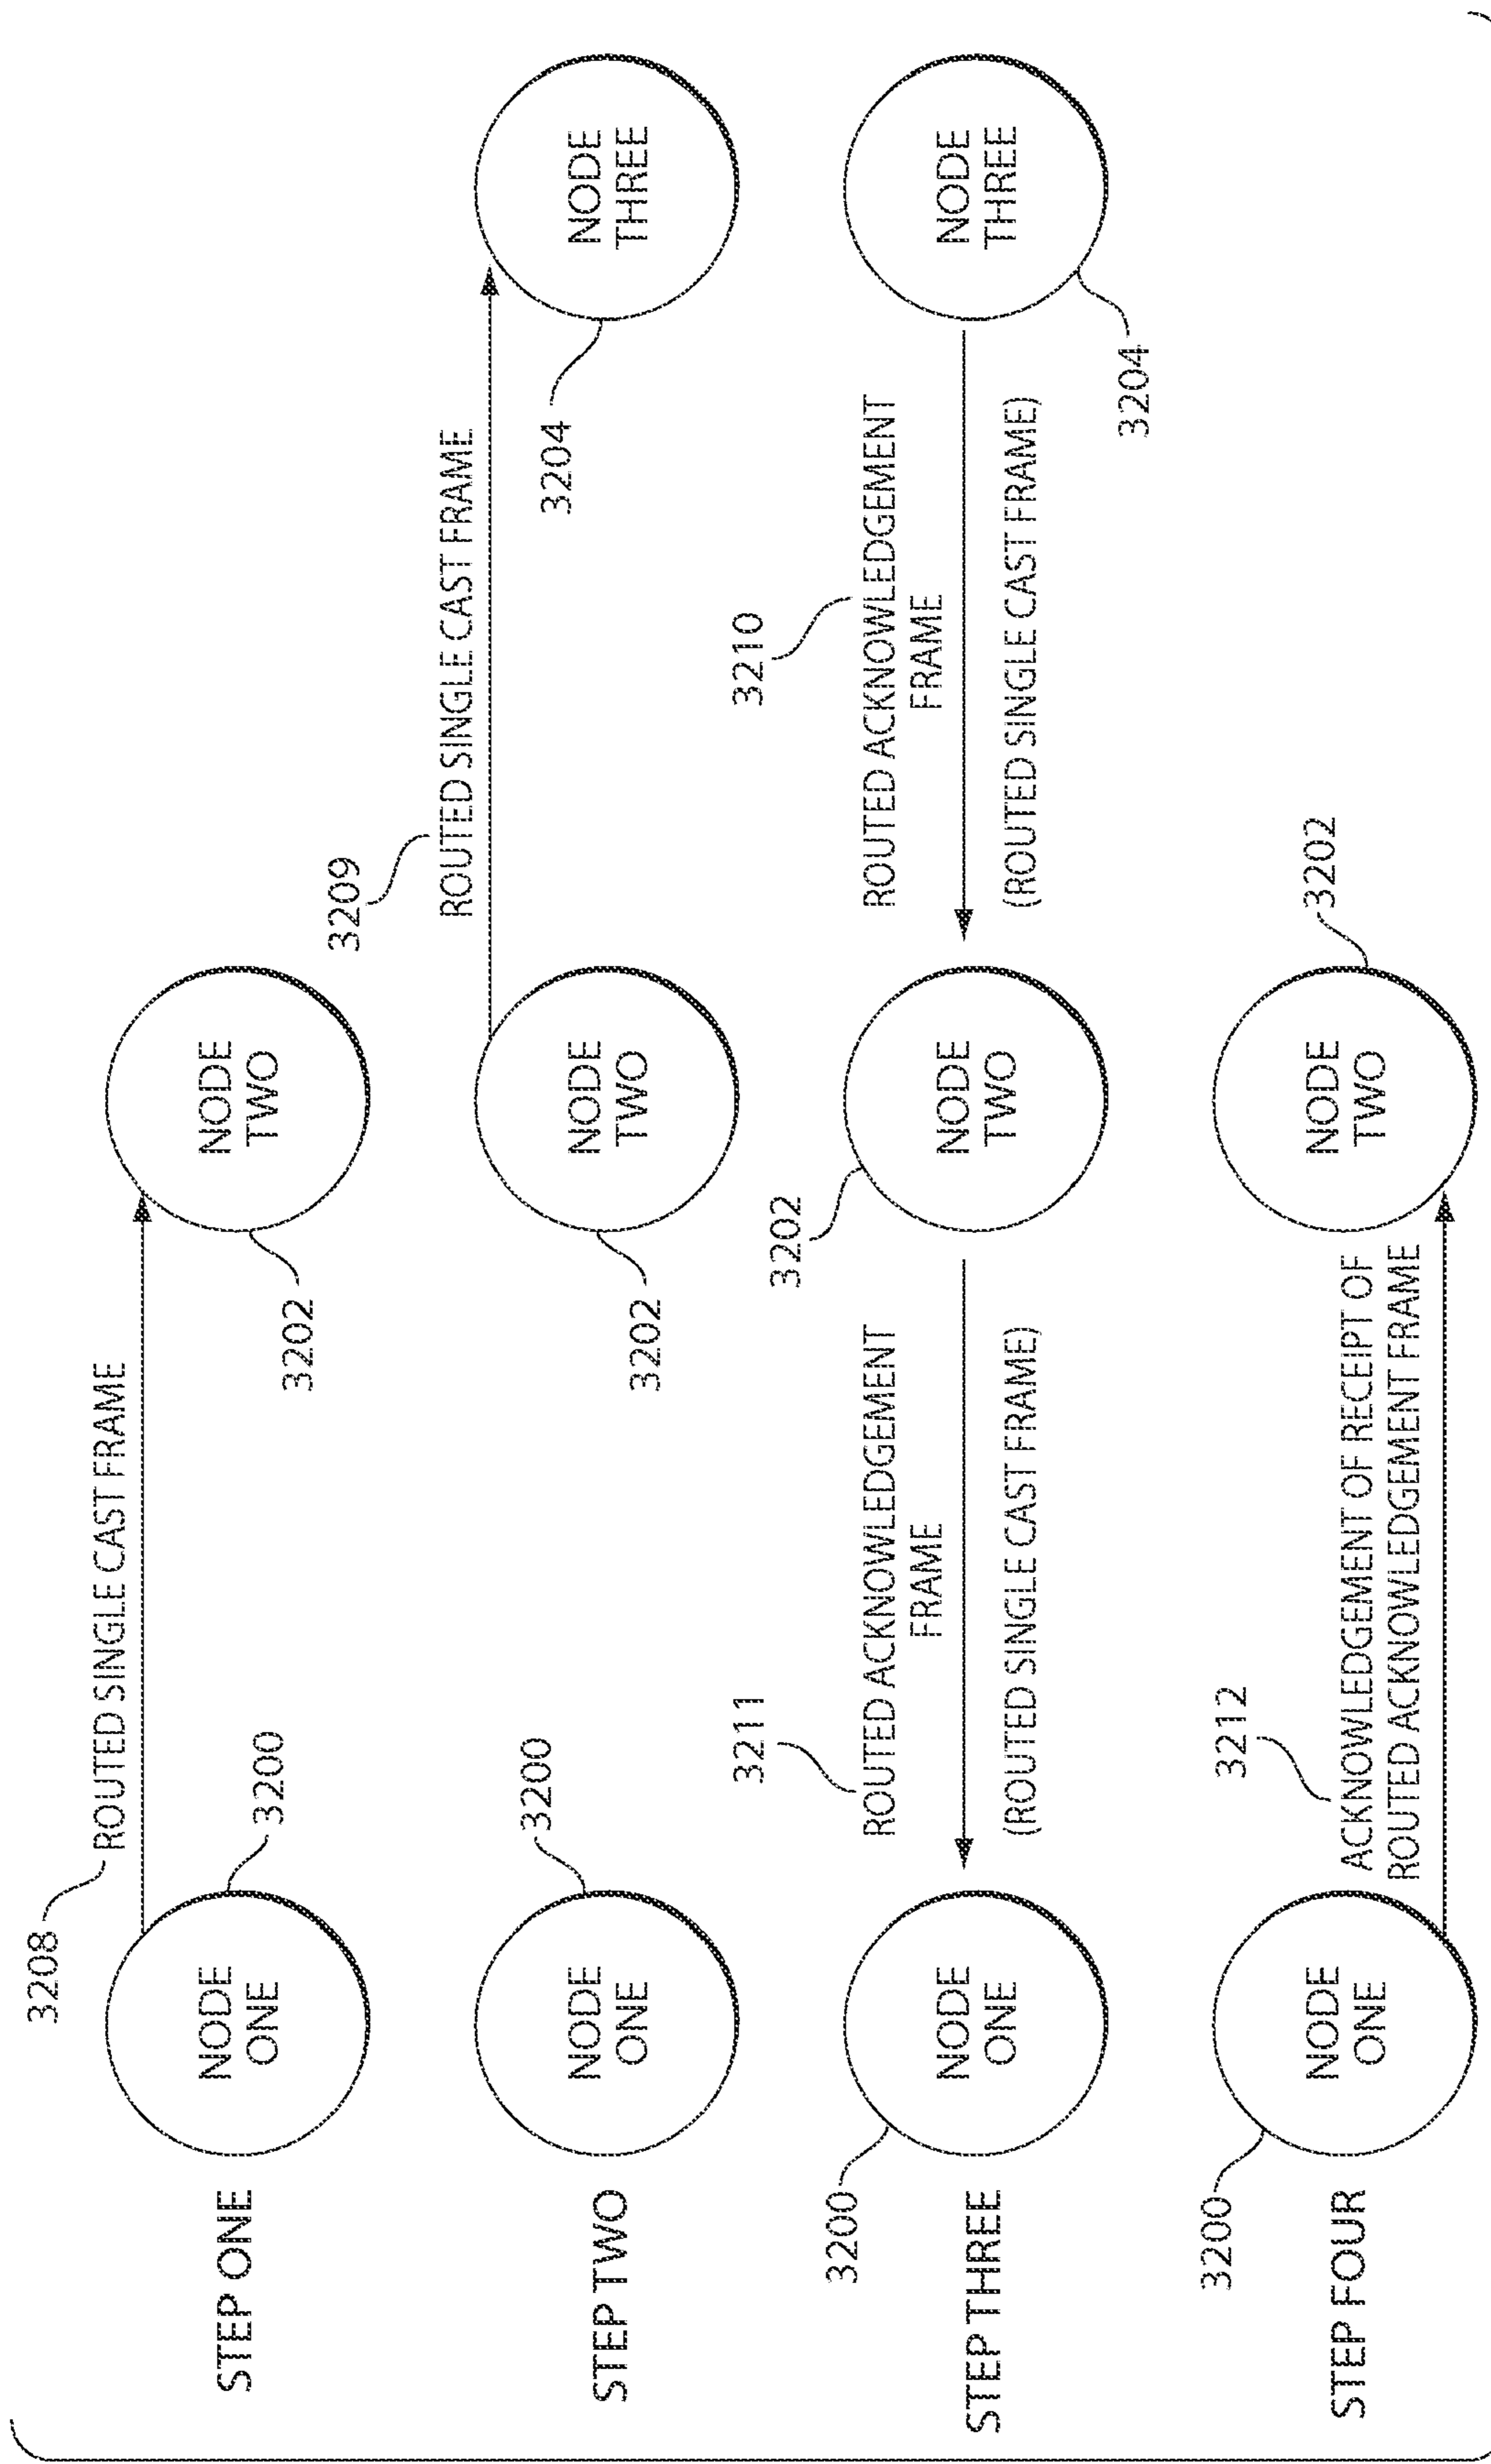 3208
ROUTED SINGLE CAST FRAME
STEP ONE
NODE
ONE
3200
3202
NODE
TWO
3209
ROUTED SINGLE CAST FRAME
STEP TWO
NODE
ONE
3200
3202
NODE
TWO
3204
NODE
THREE
3211
ROUTED ACKNOWLEDGEMENT
FRAME
(ROUTED SINGLE CAST FRAME)
3210
ROUTED ACKNOWLEDGEMENT
FRAME
(ROUTED SINGLE CAST FRAME)
STEP THREE
3200
NODE
ONE
3202
NODE
TWO
NODE
THREE
3204
STEP FOUR
3200
NODE
ONE
3212
ACKNOWLEDGEMENT OF RECEIPT OF
ROUTED ACKNOWLEDGEMENT FRAME
NODE
TWO
3202